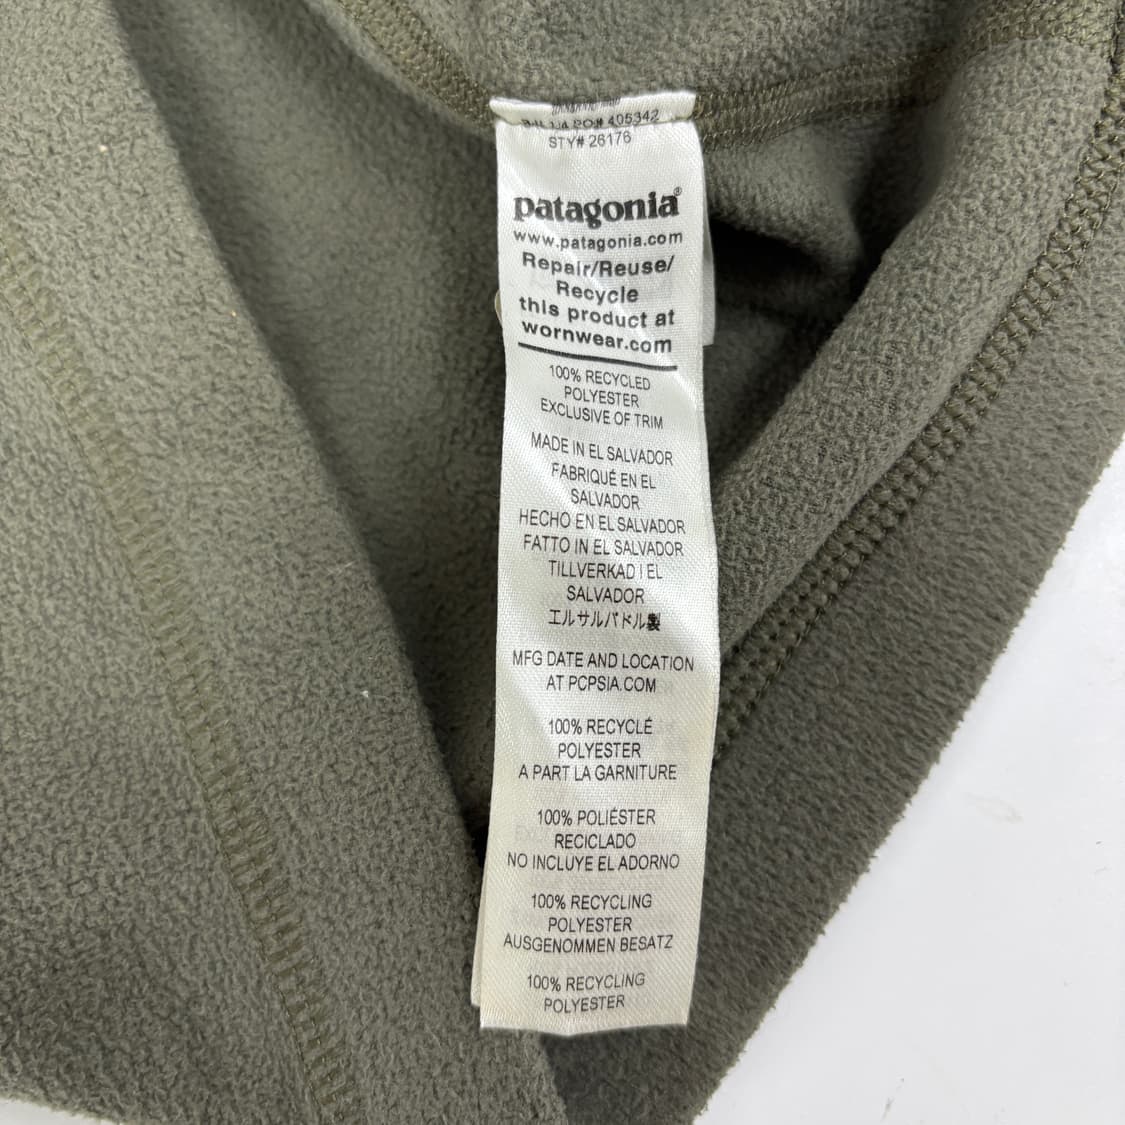 PO# 405342
STY# 26176
patagonia®
www.patagonia.com
Repair/Reuse/
Recycle
this product at
wornwear.com
100% RECYCLED
POLYESTER
EXCLUSIVE OF TRIM
MADE IN EL SALVADOR
FABRIQUÉ EN EL
SALVADOR
HECHO EN EL SALVADOR
FATTO IN EL SALVADOR
TILLVERKAD I EL
SALVADOR
エルサルバドル製
MFG DATE AND LOCATION
AT PCPSIA.COM
100% RECYCLÉ
POLYESTER
A PART LA GARNITURE
100% POLIÉSTER
RECICLADO
NO INCLUYE EL ADORNO
100% RECYCLING
POLYESTER
AUSGENOMMEN BESATZ
100% RECYCLING
POLYESTER